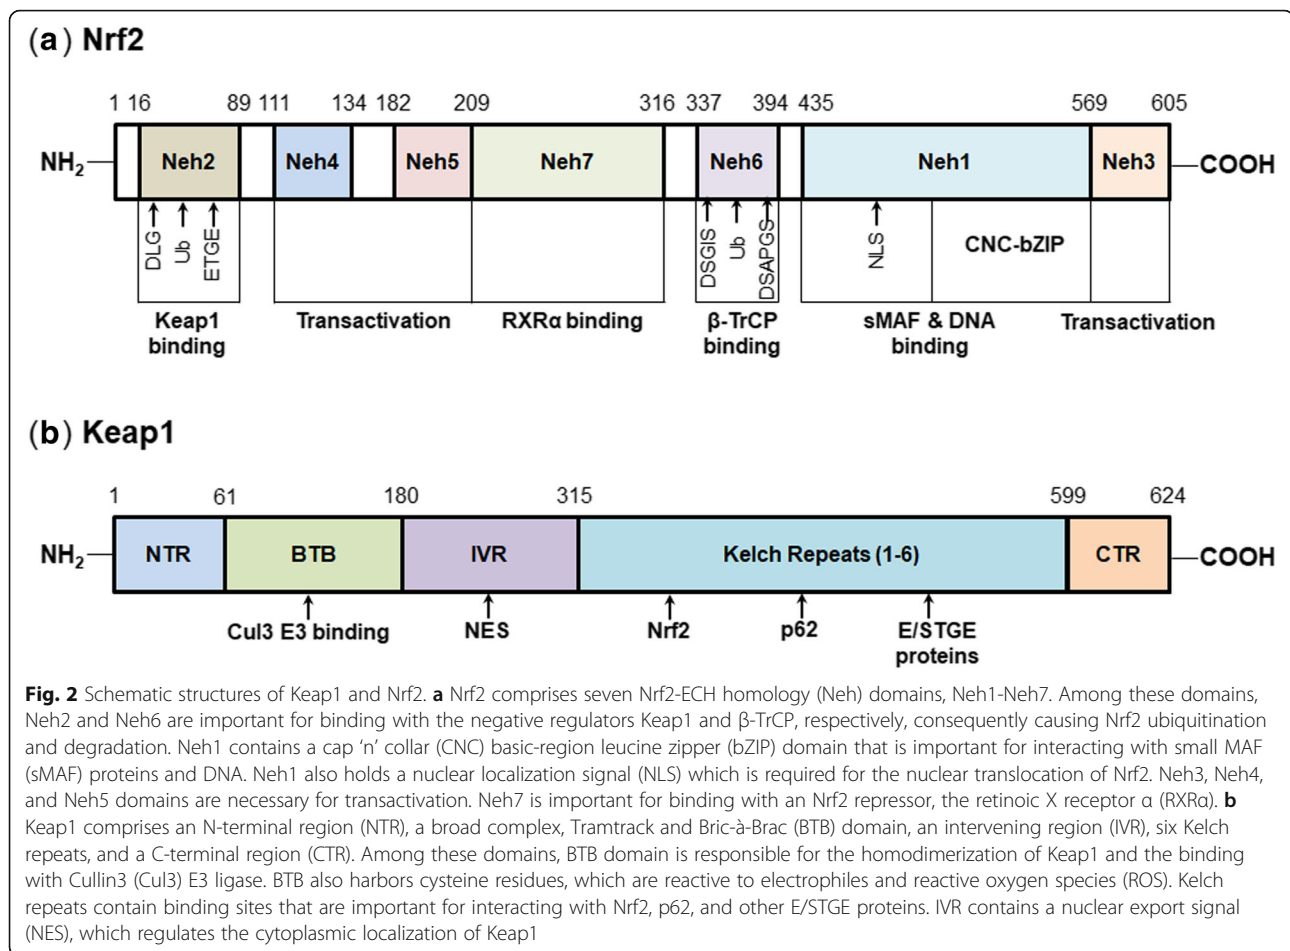 (a) Nrf2
1 16 89 111 134 182 209 316 337 394 435 569 605
NH2 Neh2 Neh4 Neh5 Neh7 Neh6 Neh1 Neh3 COOH
DLG Ub ETGE DSGIS Ub DSAPGS NLS CNC-bZIP
Keap1 Transactivation RXRα binding β-TrCP sMAF & DNA Transactivation
binding binding binding
(b) Keap1
1 61 180 315 599 624
NH2 NTR BTB IVR Kelch Repeats (1-6) CTR COOH
Cul3 E3 binding NES Nrf2 p62 E/STGE
proteins
Fig. 2 Schematic structures of Keap1 and Nrf2. a Nrf2 comprises seven Nrf2-ECH homology (Neh) domains, Neh1-Neh7. Among these domains,
Neh2 and Neh6 are important for binding with the negative regulators Keap1 and β-TrCP, respectively, consequently causing Nrf2 ubiquitination
and degradation. Neh1 contains a cap ‘n’ collar (CNC) basic-region leucine zipper (bZIP) domain that is important for interacting with small MAF
(sMAF) proteins and DNA. Neh1 also holds a nuclear localization signal (NLS) which is required for the nuclear translocation of Nrf2. Neh3, Neh4,
and Neh5 domains are necessary for transactivation. Neh7 is important for binding with an Nrf2 repressor, the retinoic X receptor α (RXRα). b
Keap1 comprises an N-terminal region (NTR), a broad complex, Tramtrack and Bric-à-Brac (BTB) domain, an intervening region (IVR), six Kelch
repeats, and a C-terminal region (CTR). Among these domains, BTB domain is responsible for the homodimerization of Keap1 and the binding
with Cullin3 (Cul3) E3 ligase. BTB also harbors cysteine residues, which are reactive to electrophiles and reactive oxygen species (ROS). Kelch
repeats contain binding sites that are important for interacting with Nrf2, p62, and other E/STGE proteins. IVR contains a nuclear export signal
(NES), which regulates the cytoplasmic localization of Keap1